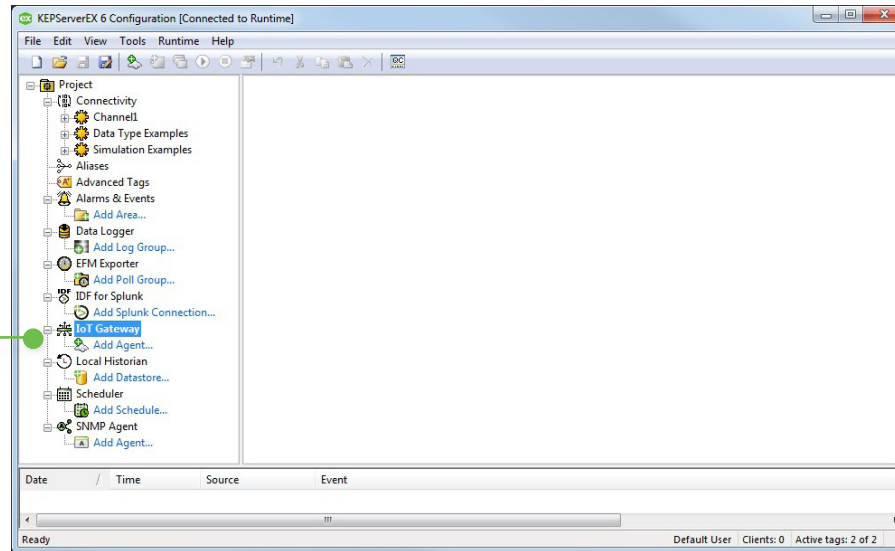 KEPServerEX 6 Configuration [Connected to Runtime]
File Edit View Tools Runtime Help
Project
Connectivity
Channel1
Data Type Examples
Simulation Examples
Aliases
Advanced Tags
Alarms & Events
Add Area...
Data Logger
Add Log Group...
EFM Exporter
Add Poll Group...
IDF for Splunk
Add Splunk Connection...
IoT Gateway
Add Agent...
Local Historian
Add Datastore...
Scheduler
Add Schedule...
SNMP Agent
Add Agent...
Date / Time Source Event
Ready Default User Clients: 0 Active tags: 2 of 2